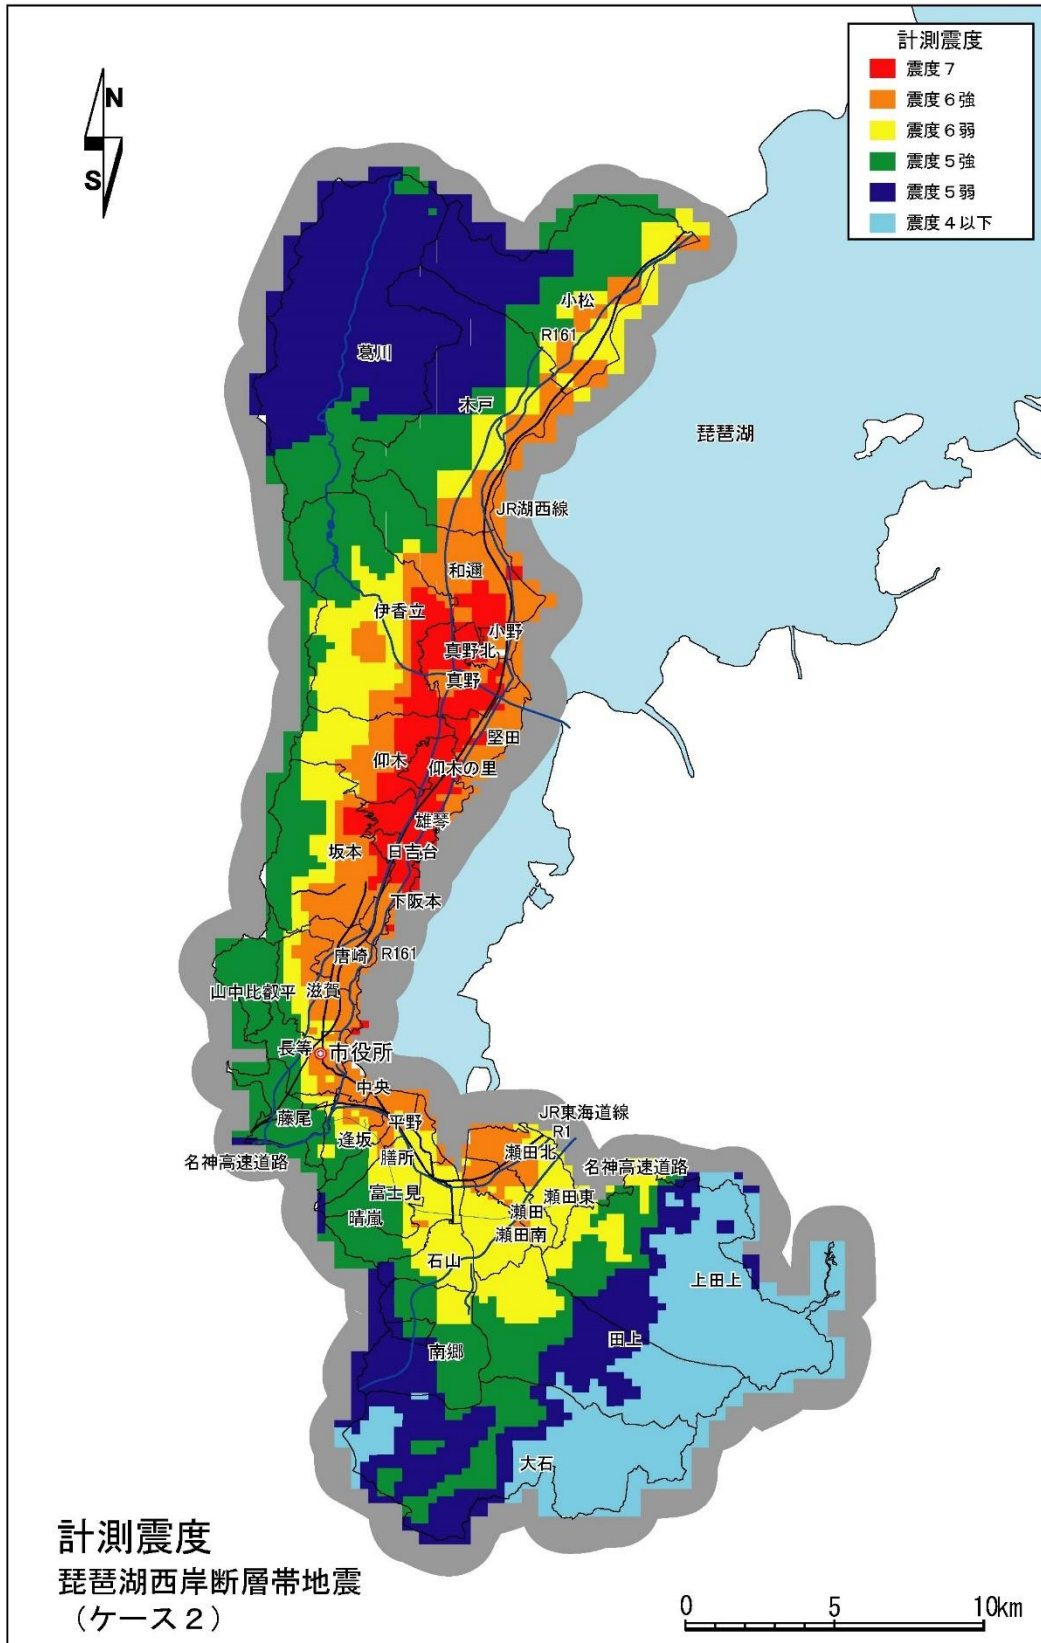 計測震度
震度７
震度６強
震度６弱
震度５強
震度５弱
震度４以下
N
S
小松
R161
葛川
木戸
琵琶湖
JR湖西線
和邇
伊香立
小野
真野北
真野
堅田
仰木
仰木の里
雄琴
坂本
日吉台
下阪本
唐崎
R161
山中比叡平
滋賀
長等
市役所
中央
藤尾
平野
JR東海道線
R1
逢坂
瀬田北
名神高速道路
膳所
名神高速道路
富士見
瀬田東
晴嵐
瀬田
瀬田南
石山
上田上
田上
南郷
大石
計測震度
琵琶湖西岸断層帯地震
（ケース２）
0 5 10km